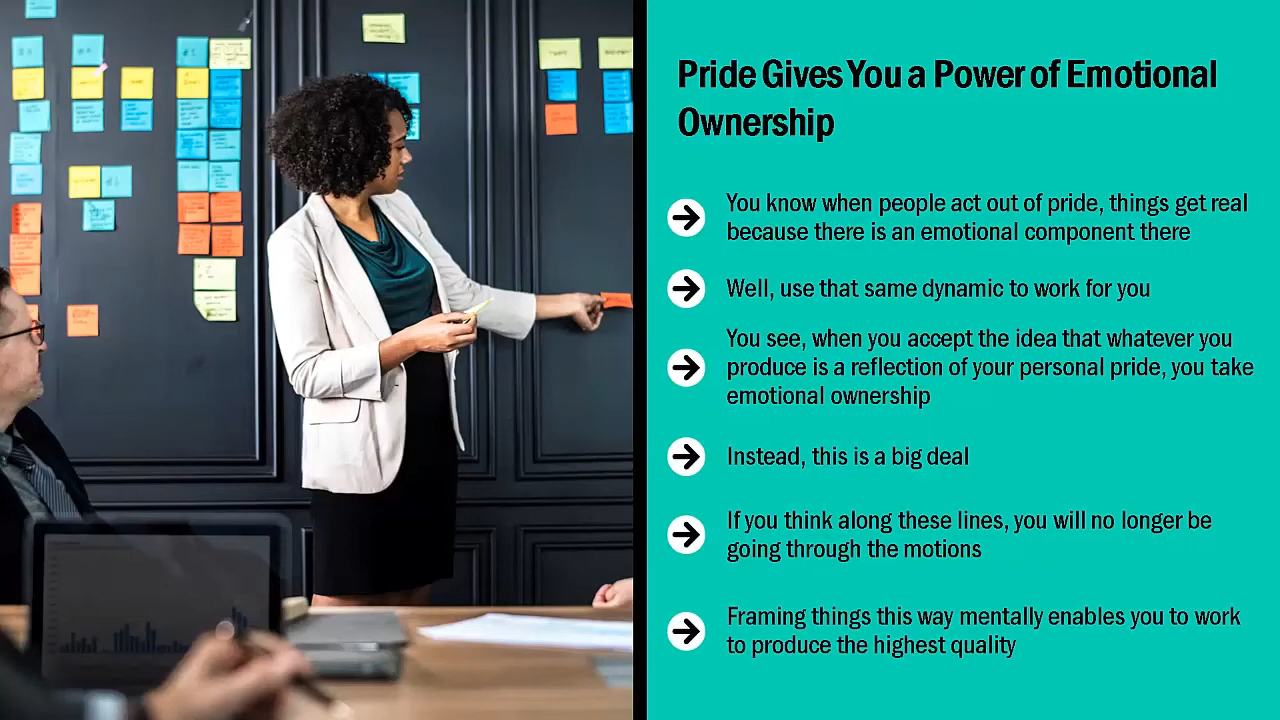 Pride Gives You a Power of Emotional
Ownership
You know when people act out of pride, things get real
because there is an emotional component there
Well, use that same dynamic to work for you
You see, when you accept the idea that whatever you
produce is a reflection of your personal pride, you take
emotional ownership
Instead, this is a big deal
If you think along these lines, you will no longer be
going through the motions
Framing things this way mentally enables you to work
to produce the highest quality